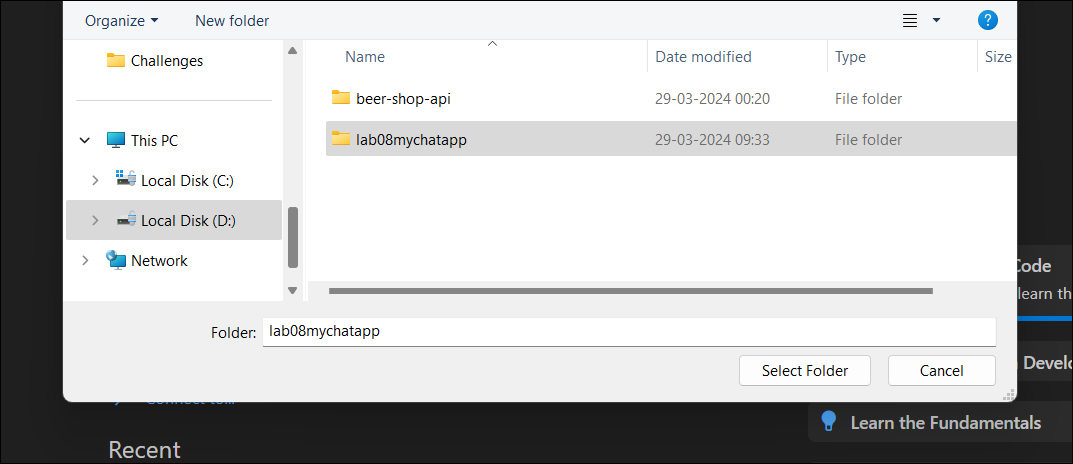 Organize New folder
Challenges
Name Date modified Type Size
beer-shop-api 29-03-2024 00:20 File folder
lab08mychatapp 29-03-2024 09:33 File folder
This PC
Local Disk (C:)
Local Disk (D:)
Network
Folder: lab08mychatapp
Select Folder Cancel
Code
learn th
Develo
Learn the Fundamentals
Connect to...
Recent